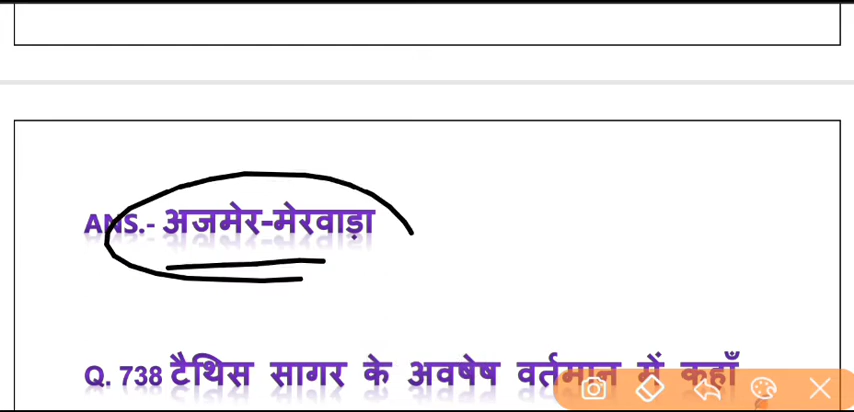 ANS.- अजमेर-मेरवाड़ा
Q. 738 टैथिस सागर के अवषेष वर्तमान में कहाँ